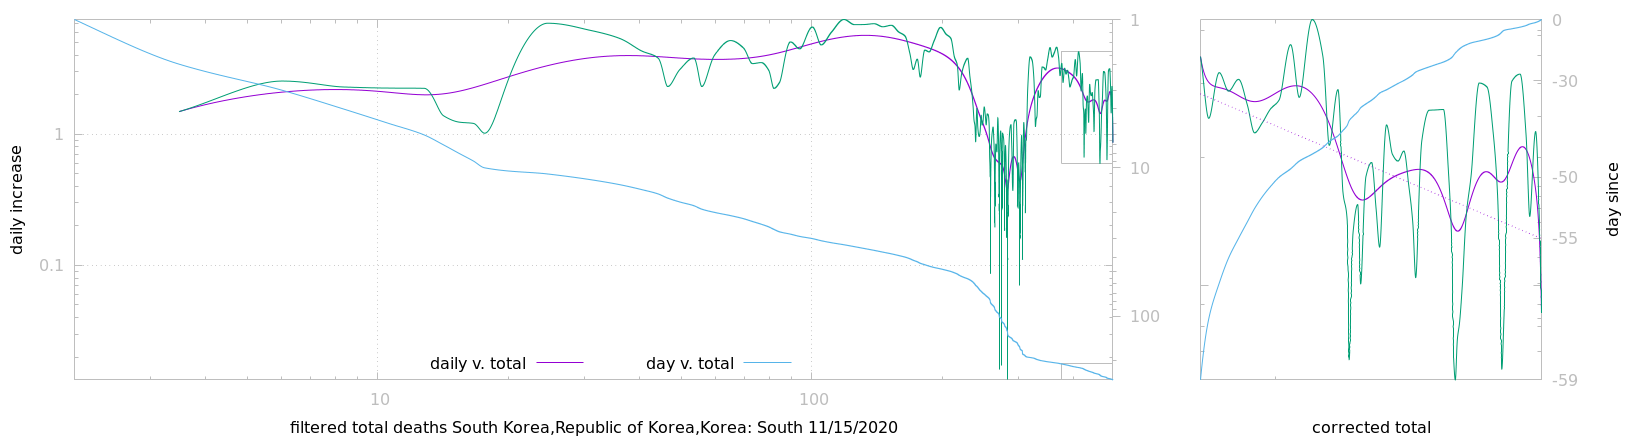 daily increase
1
0.1
10
100
1
10
100
daily v. total
day v. total
filtered total deaths South Korea,Republic of Korea,Korea: South 11/15/2020
0
-30
-50
-55
-59
day since
corrected total